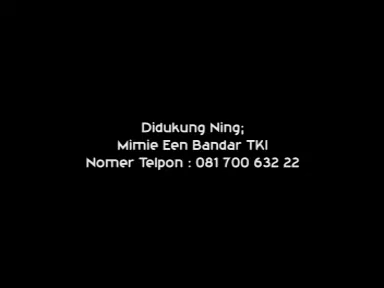 Didukung Ning;
Mimie Een Bandar TKI
Nomer Telpon : 081 700 632 22